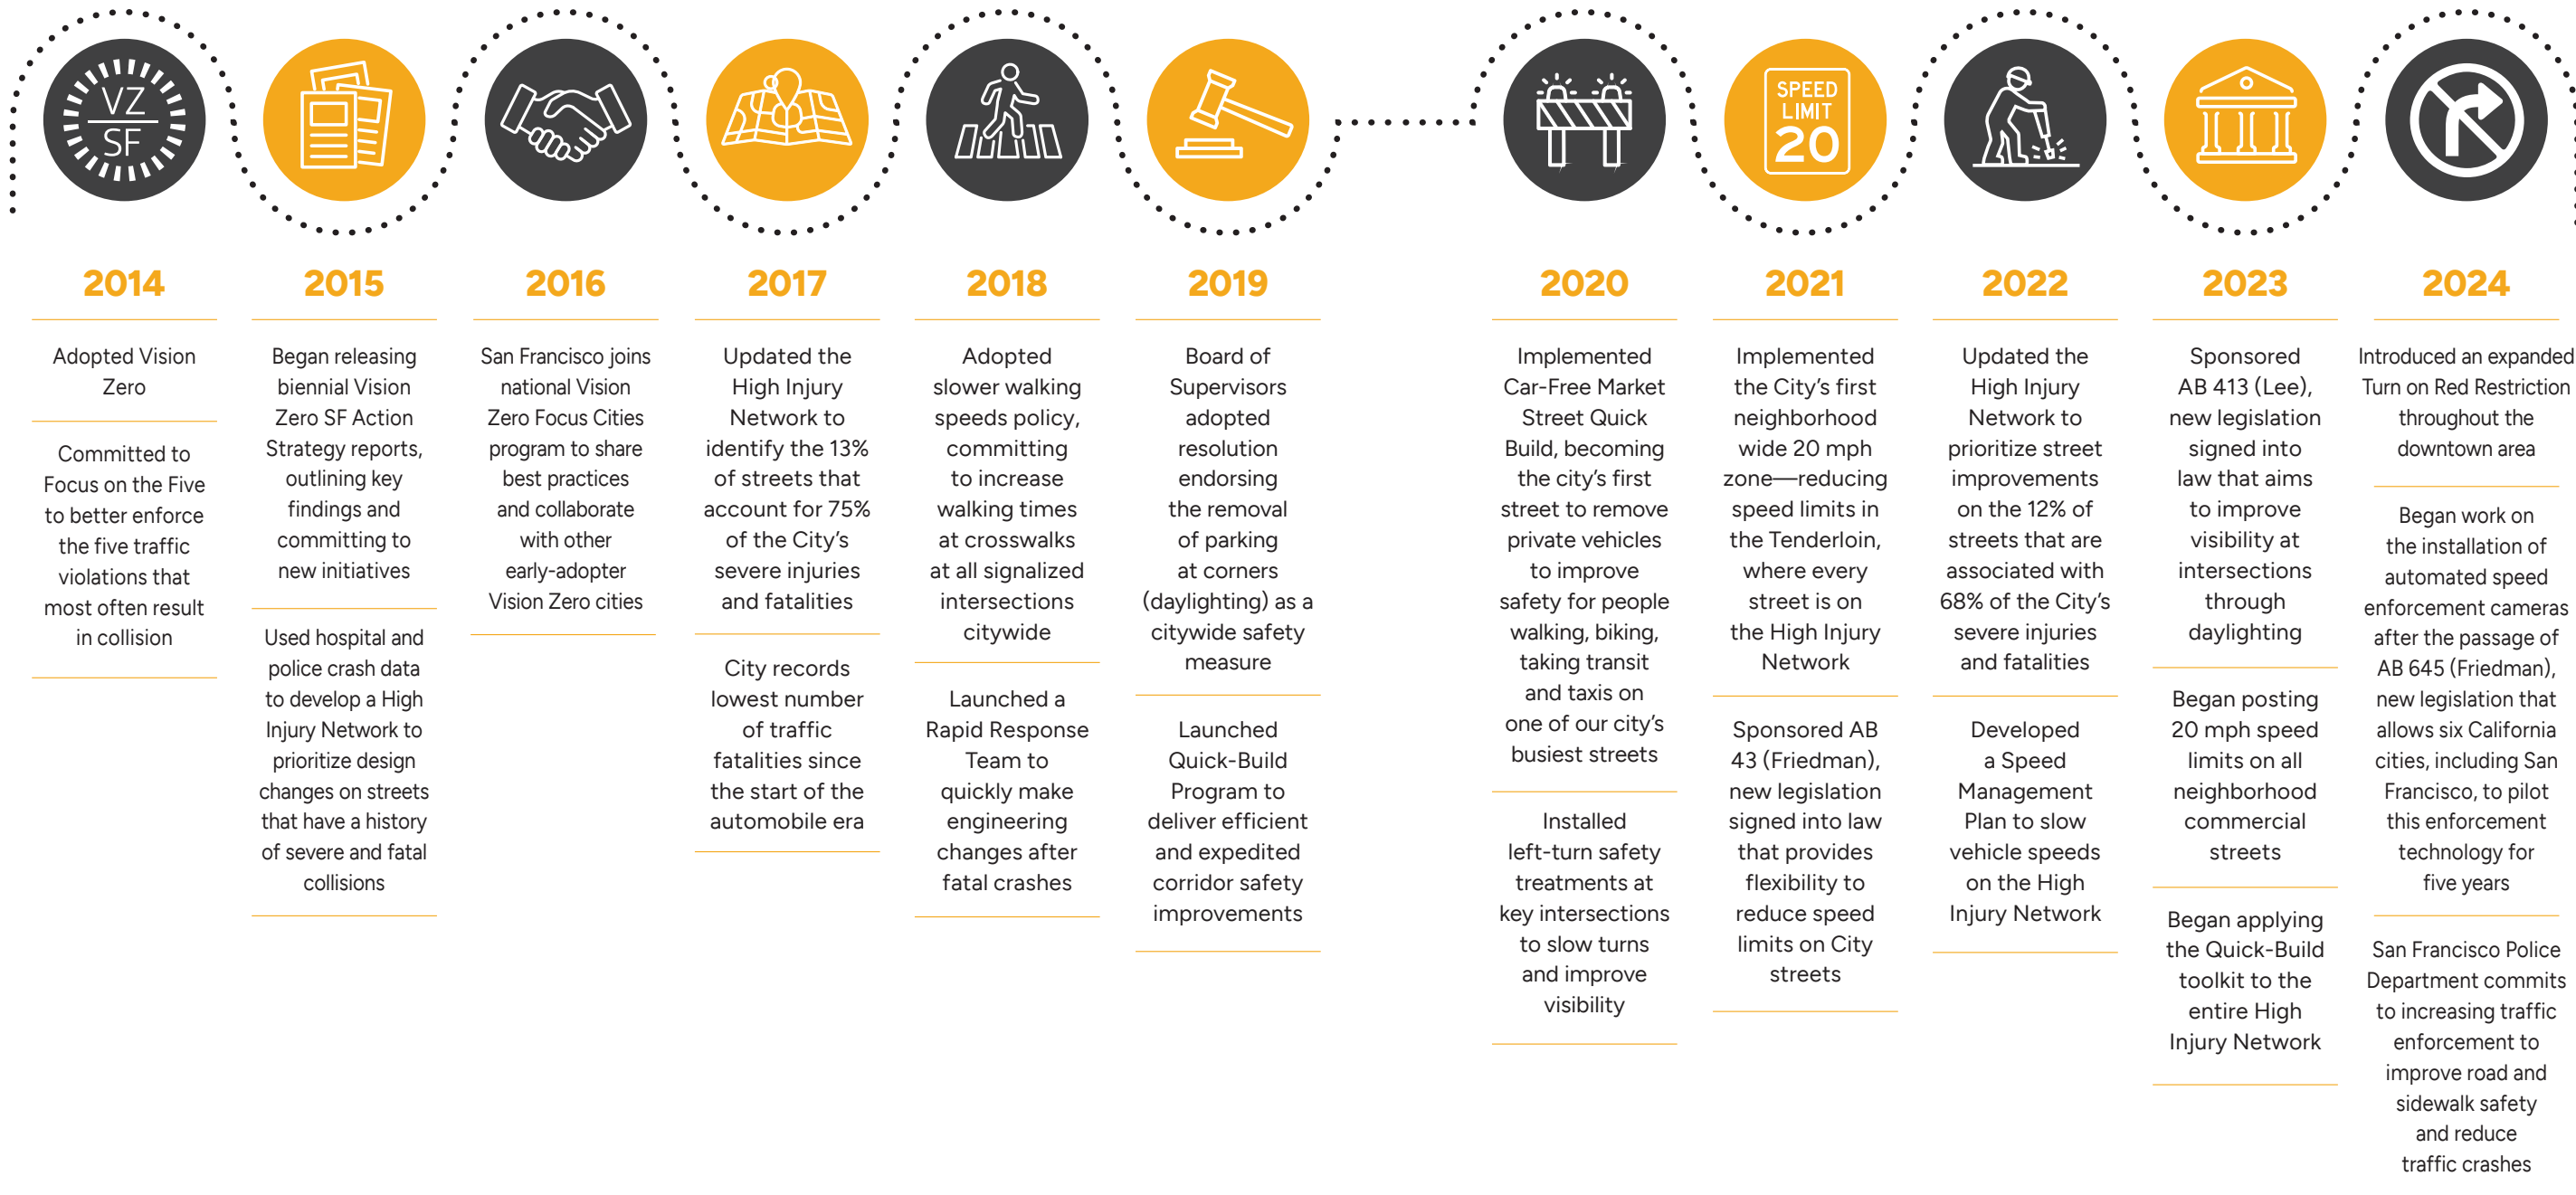 VZ
SF
SPEED
LIMIT
20
2014
Adopted Vision
Zero
Committed to
Focus on the Five
to better enforce
the five traffic
violations that
most often result
in collision
2015
Began releasing
biennial Vision
Zero SF Action
Strategy reports,
outlining key
findings and
committing to
new initiatives
Used hospital and
police crash data
to develop a High
Injury Network to
prioritize design
changes on streets
that have a history
of severe and fatal
collisions
2016
San Francisco joins
national Vision
Zero Focus Cities
program to share
best practices
and collaborate
with other
early-adopter
Vision Zero cities
2017
Updated the
High Injury
Network to
identify the 13%
of streets that
account for 75%
of the City’s
severe injuries
and fatalities
City records
lowest number
of traffic
fatalities since
the start of the
automobile era
2018
Adopted
slower walking
speeds policy,
committing
to increase
walking times
at crosswalks
at all signalized
intersections
citywide
Launched a
Rapid Response
Team to
quickly make
engineering
changes after
fatal crashes
2019
Board of
Supervisors
adopted
resolution
endorsing
the removal
of parking
at corners
(daylighting) as a
citywide safety
measure
Launched
Quick-Build
Program to
deliver efficient
and expedited
corridor safety
improvements
2020
Implemented
Car-Free Market
Street Quick
Build, becoming
the city’s first
street to remove
private vehicles
to improve
safety for people
walking, biking,
taking transit
and taxis on
one of our city’s
busiest streets
Installed
left-turn safety
treatments at
key intersections
to slow turns
and improve
visibility
2021
Implemented
the City’s first
neighborhood
wide 20 mph
zone—reducing
speed limits in
the Tenderloin,
where every
street is on
the High Injury
Network
Sponsored AB
43 (Friedman),
new legislation
signed into law
that provides
flexibility to
reduce speed
limits on City
streets
2022
Updated the
High Injury
Network to
prioritize street
improvements
on the 12% of
streets that are
associated with
68% of the City’s
severe injuries
and fatalities
Developed
a Speed
Management
Plan to slow
vehicle speeds
on the High
Injury Network
2023
Sponsored
AB 413 (Lee),
new legislation
signed into
law that aims
to improve
visibility at
intersections
through
daylighting
Began posting
20 mph speed
limits on all
neighborhood
commercial
streets
Began applying
the Quick-Build
toolkit to the
entire High
Injury Network
2024
Introduced an expanded
Turn on Red Restriction
throughout the
downtown area
Began work on
the installation of
automated speed
enforcement cameras
after the passage of
AB 645 (Friedman),
new legislation that
allows six California
cities, including San
Francisco, to pilot
this enforcement
technology for
five years
San Francisco Police
Department commits
to increasing traffic
enforcement to
improve road and
sidewalk safety
and reduce
traffic crashes